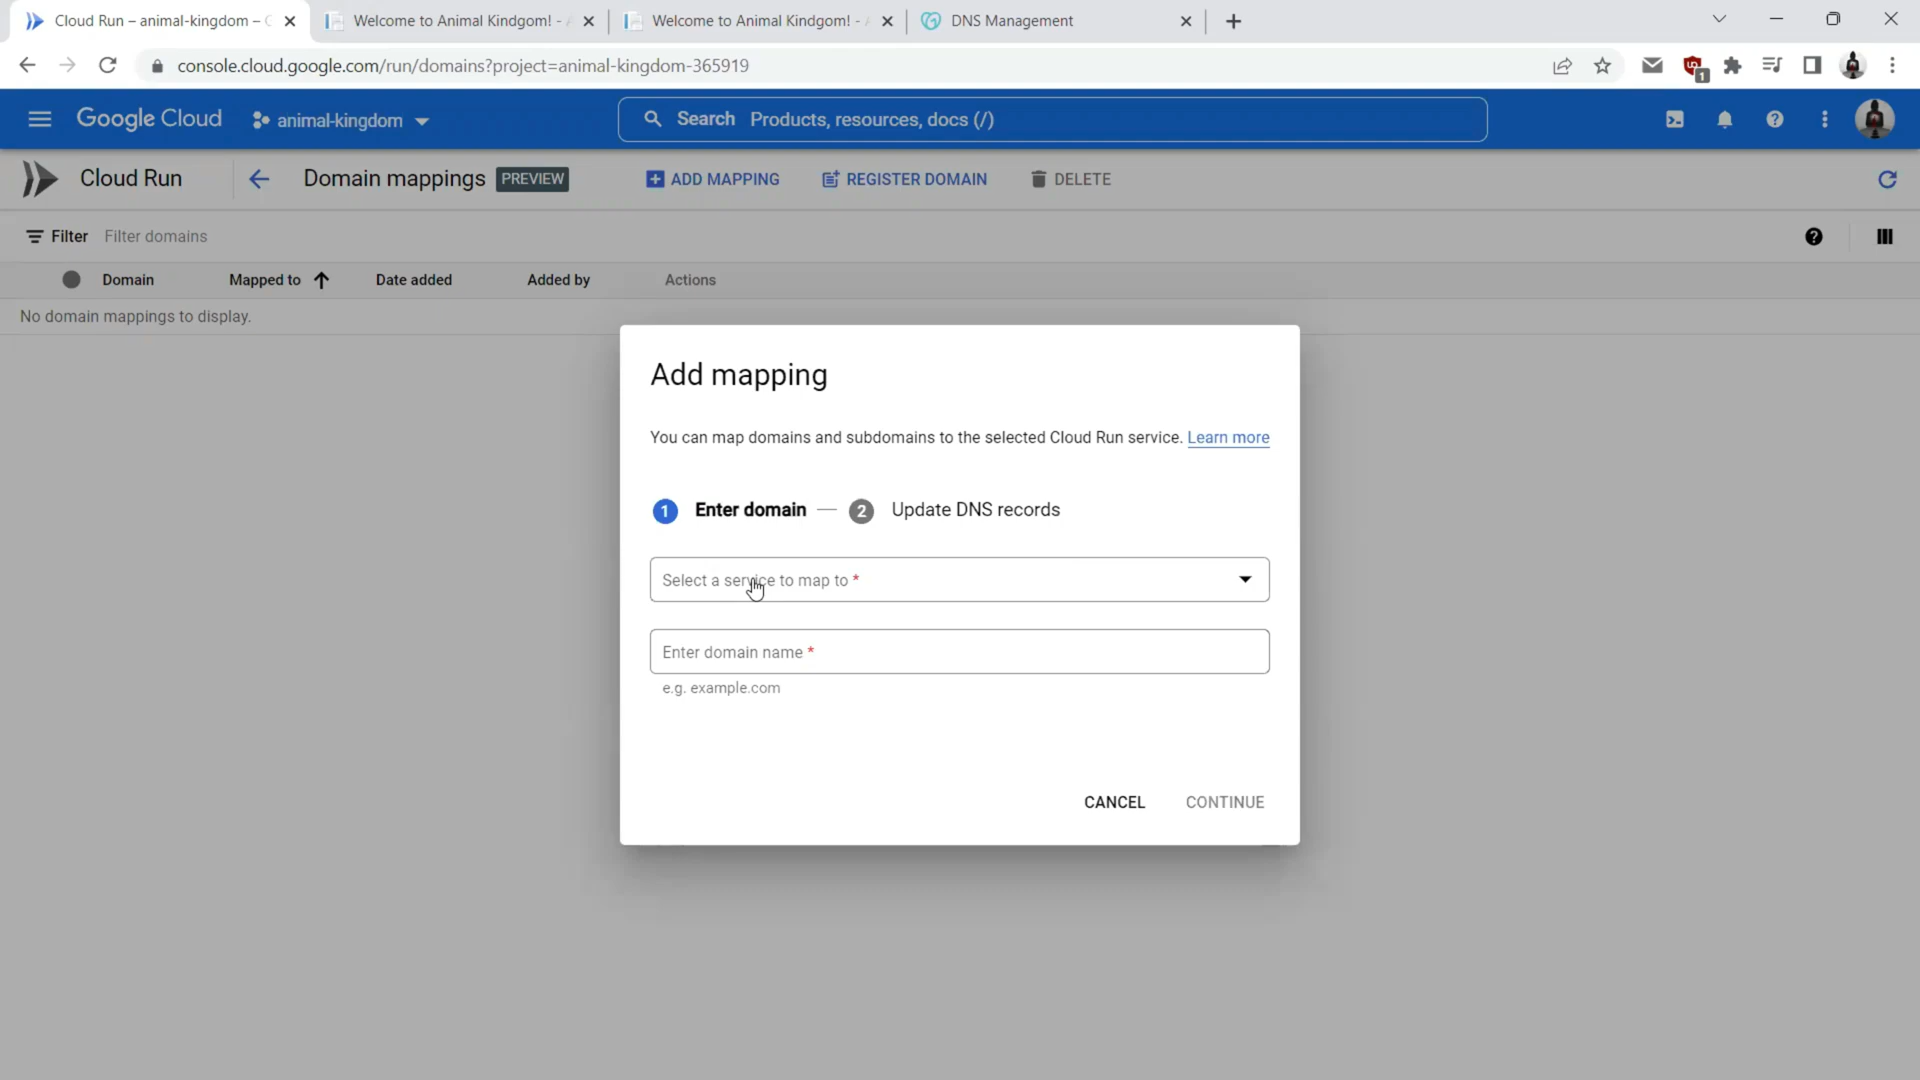 Cloud Run – animal-kingdom –
Welcome to Animal Kindgom! -
Welcome to Animal Kindgom! -
DNS Management
console.cloud.google.com/run/domains?project=animal-kingdom-365919
1
Google Cloud
animal-kingdom
Search Products, resources, docs (/)
Cloud Run
Domain mappings
PREVIEW
ADD MAPPING
REGISTER DOMAIN
DELETE
Filter Filter domains
Domain
Mapped to
Date added
Added by
Actions
No domain mappings to display.
Add mapping
You can map domains and subdomains to the selected Cloud Run service. Learn more
1 Enter domain — 2 Update DNS records
Select a service to map to *
Enter domain name *
e.g. example.com
CANCEL
CONTINUE